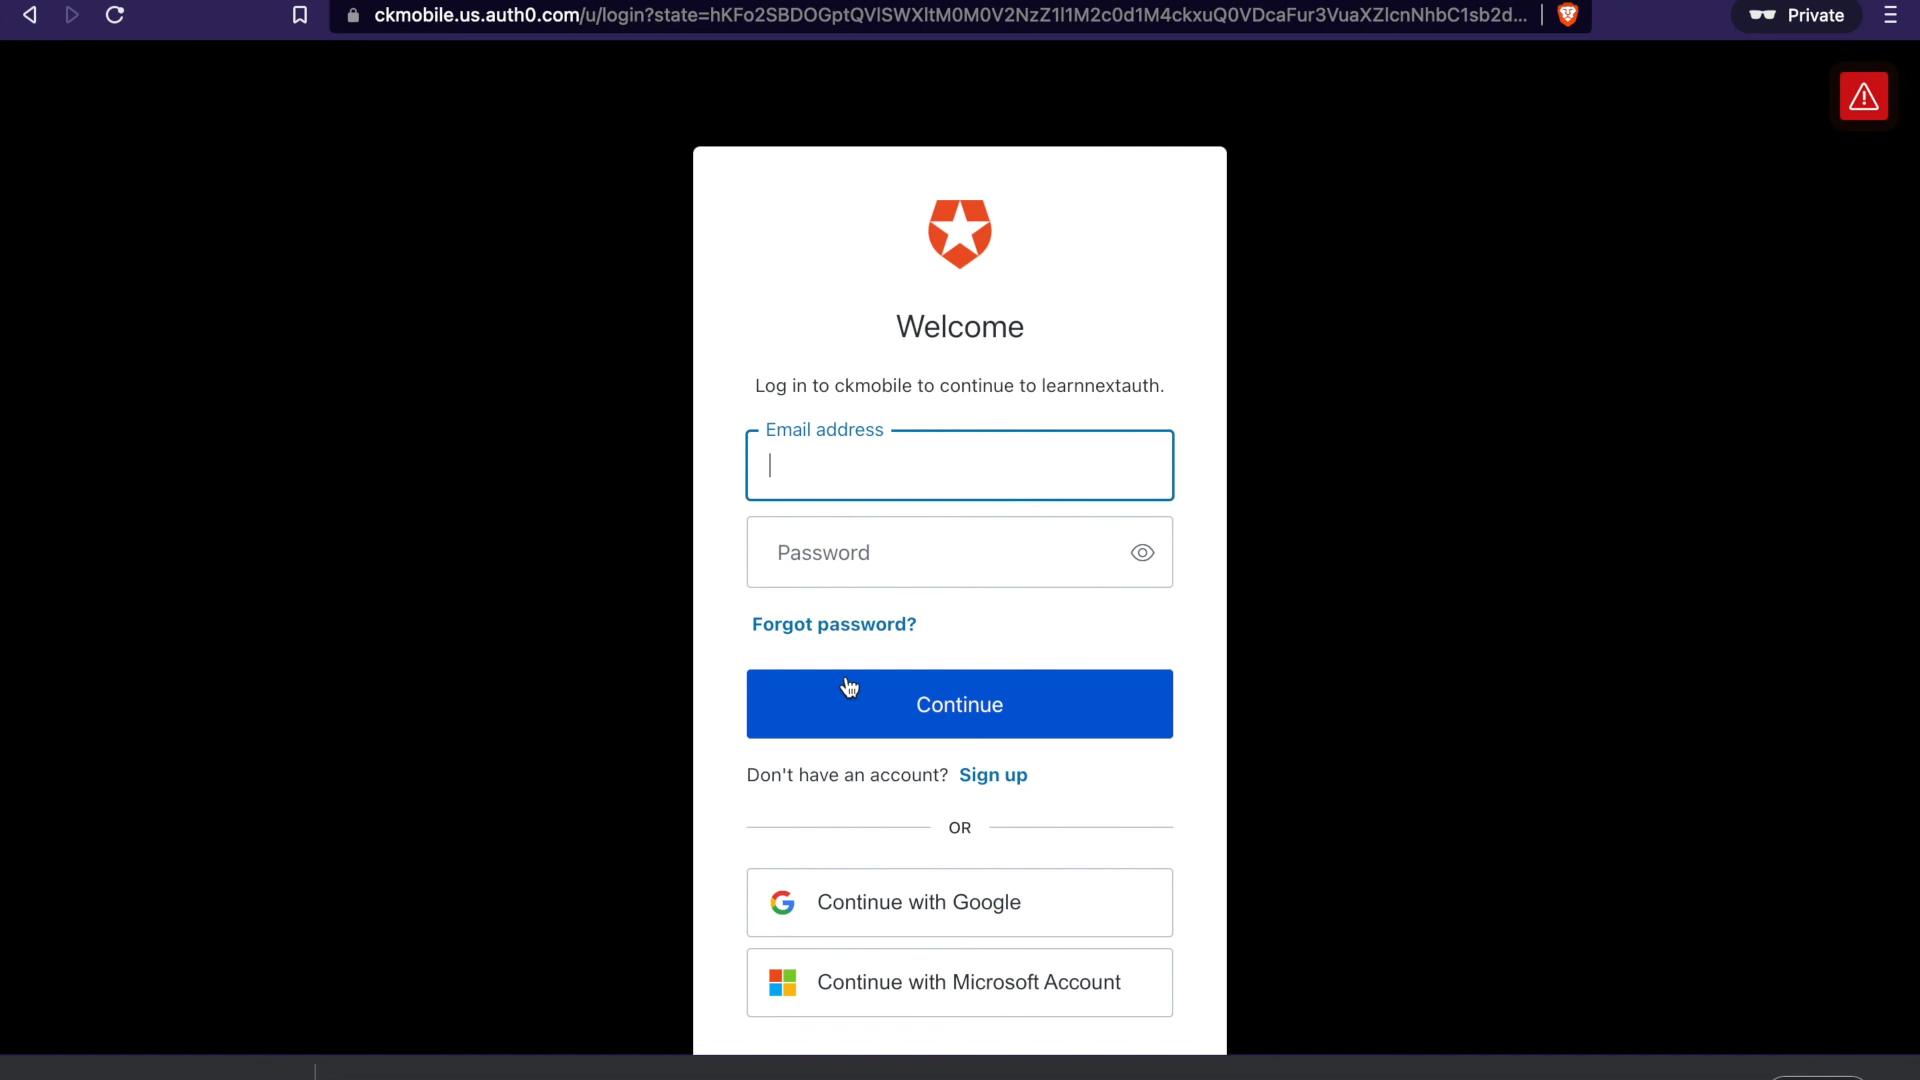 ckmobile.us.auth0.com/u/login?state=hKFo2SBDOGptQVlSWXltM0M0V2NzZ1l1M2c0d1M4ckxuQ0VDcaFur3VuaXZlcnNhbC1sb2d...
Private
Welcome
Log in to ckmobile to continue to learnnextauth.
Email address
Password
Forgot password?
Continue
Don't have an account? Sign up
OR
Continue with Google
Continue with Microsoft Account